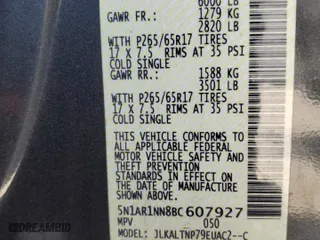 6000 LB
GAWR FR: 1279 KG
2820 LB
WITH P265/65R17 TIRES
17 X 7.5 RIMS AT 35 PSI
COLD SINGLE
GAWR RR: 1588 KG
3501 LB
WITH P265/65R17 TIRES
17 X 7.5 RIMS AT 35 PSI
COLD SINGLE
THIS VEHICLE CONFORMS TO
ALL APPLICABLE FEDERAL
MOTOR VEHICLE SAFETY AND
THEFT PREVENTION STANDARDS
IN EFFECT ON THE DATE OF
MANUFACTURE SHOWN ABOVE.
5N1AR1NN8BC607927
MPV 050
JLKALTNP79EUAC2--C
DREAMBID.COM